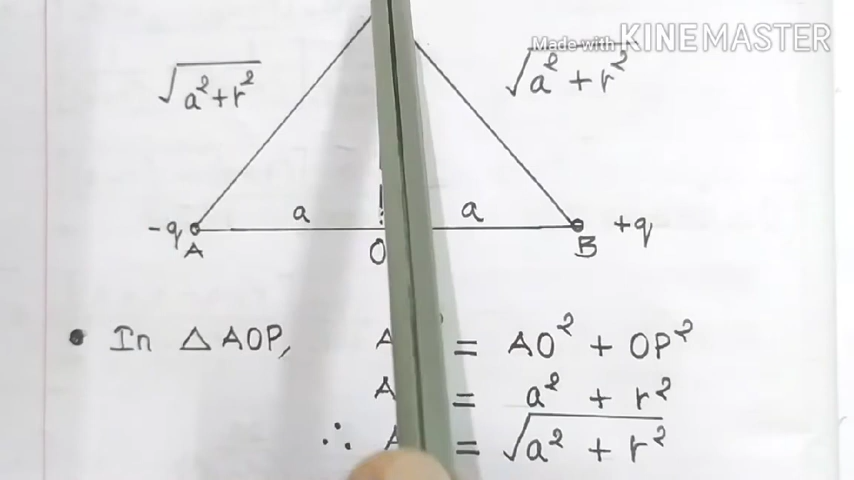 Made with KINEMASTER
√a²+r² √a²+r²
a a
-q A O B +q
• In △AOP, A = AO² + OP²
A = a² + r²
∴ A = √a² + r²